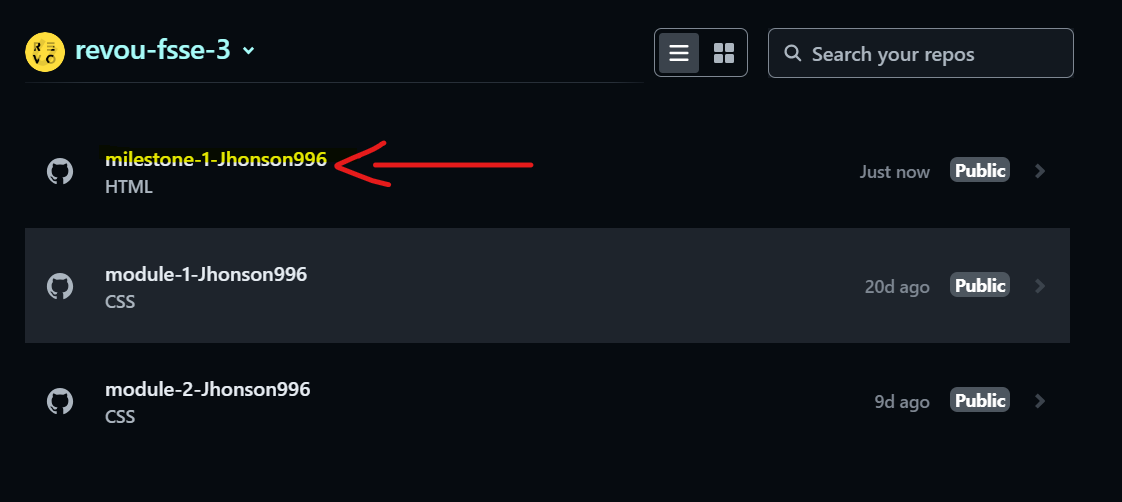 REVO
revou-fsse-3
Search your repos
milestone-1-Jhonson996
HTML
Just now
Public
module-1-Jhonson996
CSS
20d ago
Public
module-2-Jhonson996
CSS
9d ago
Public